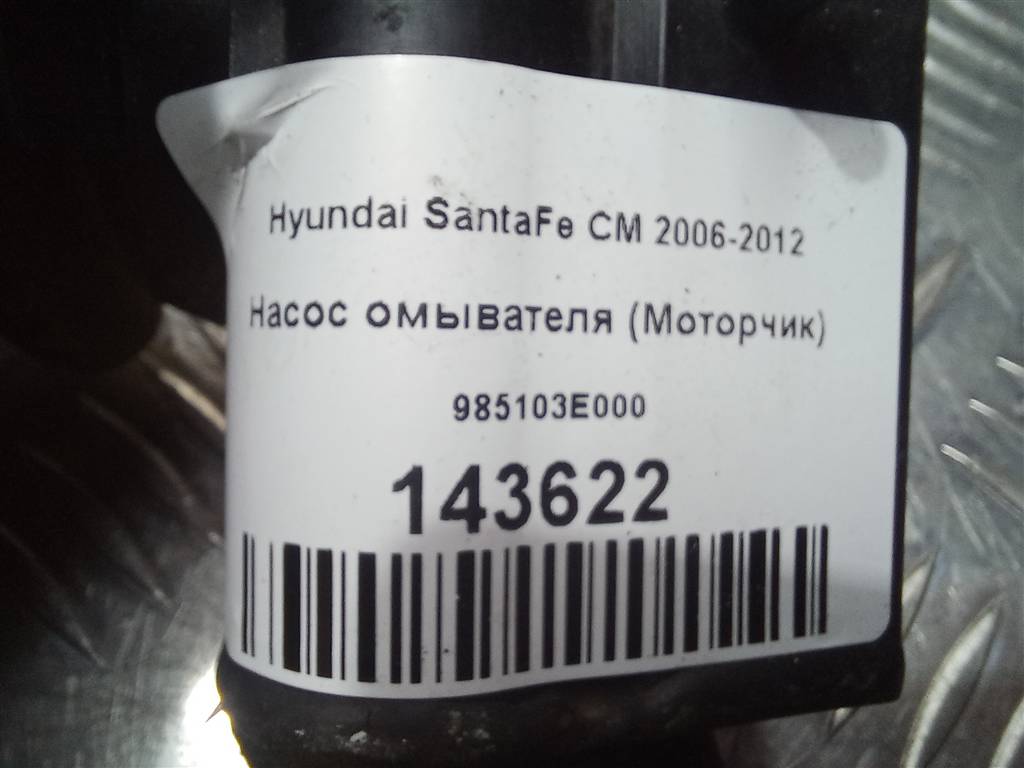 Hyundai SantaFe CM 2006-2012
Насос омывателя (Моторчик)
985103E000
143622